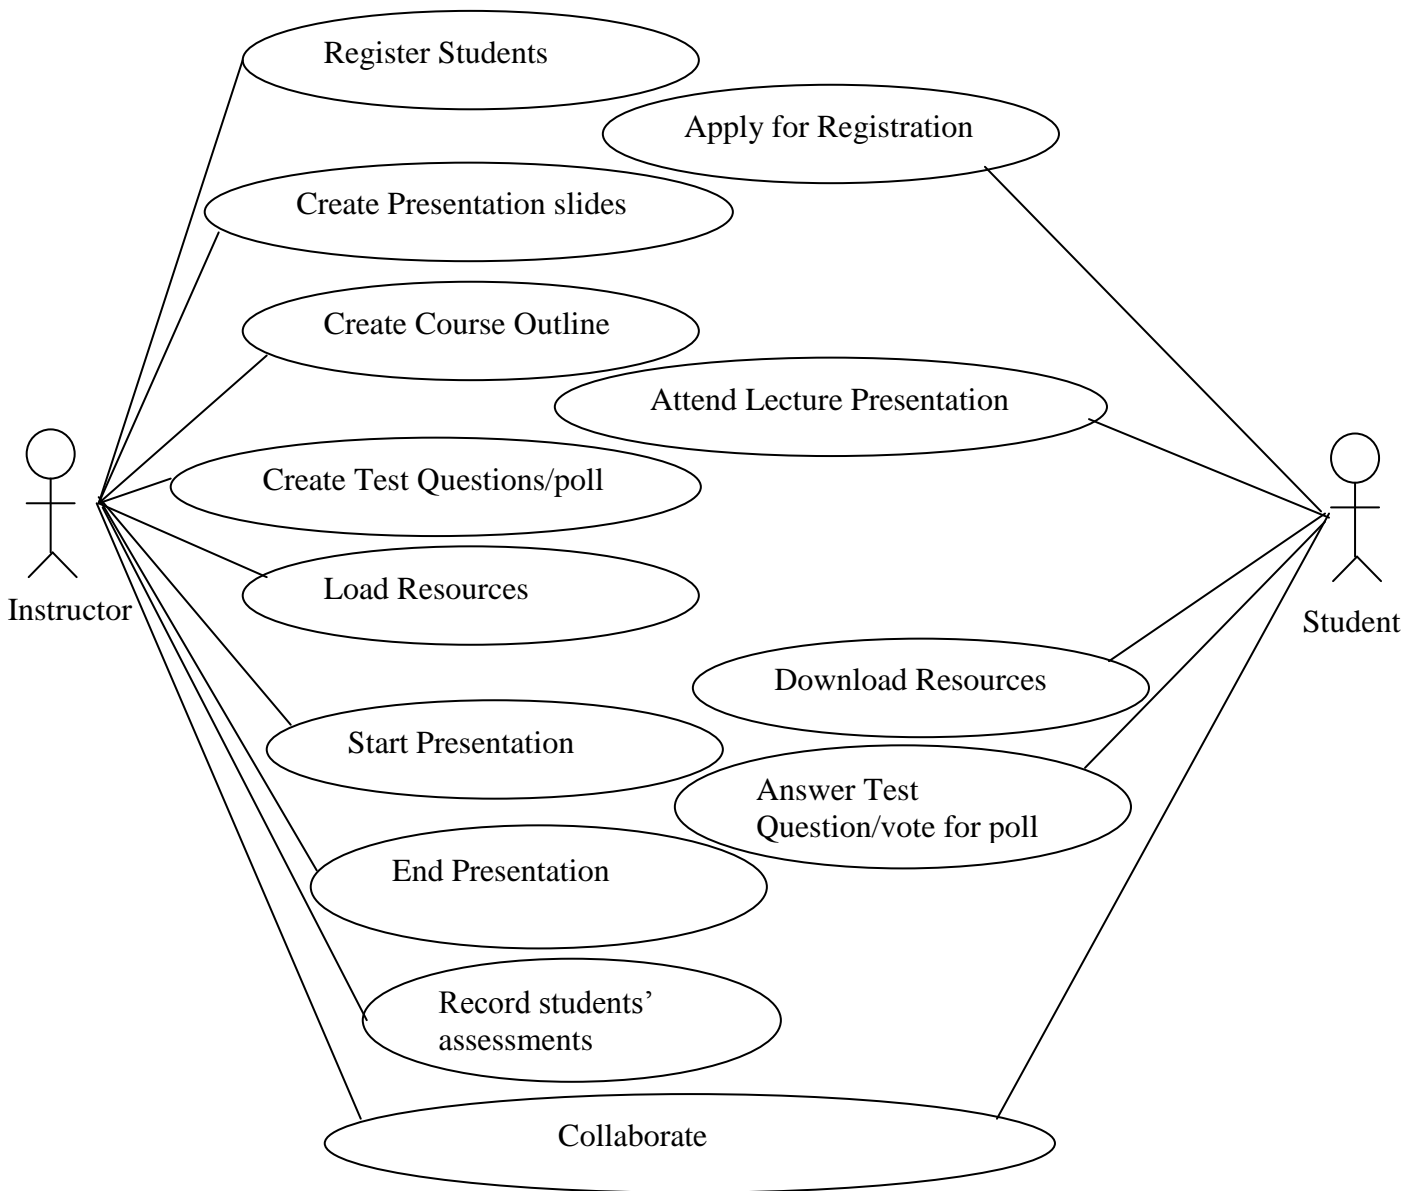 Register Students
Apply for Registration
Create Presentation slides
Create Course Outline
Attend Lecture Presentation
Create Test Questions/poll
Load Resources
Instructor
Student
Download Resources
Start Presentation
Answer Test
Question/vote for poll
End Presentation
Record students’
assessments
Collaborate